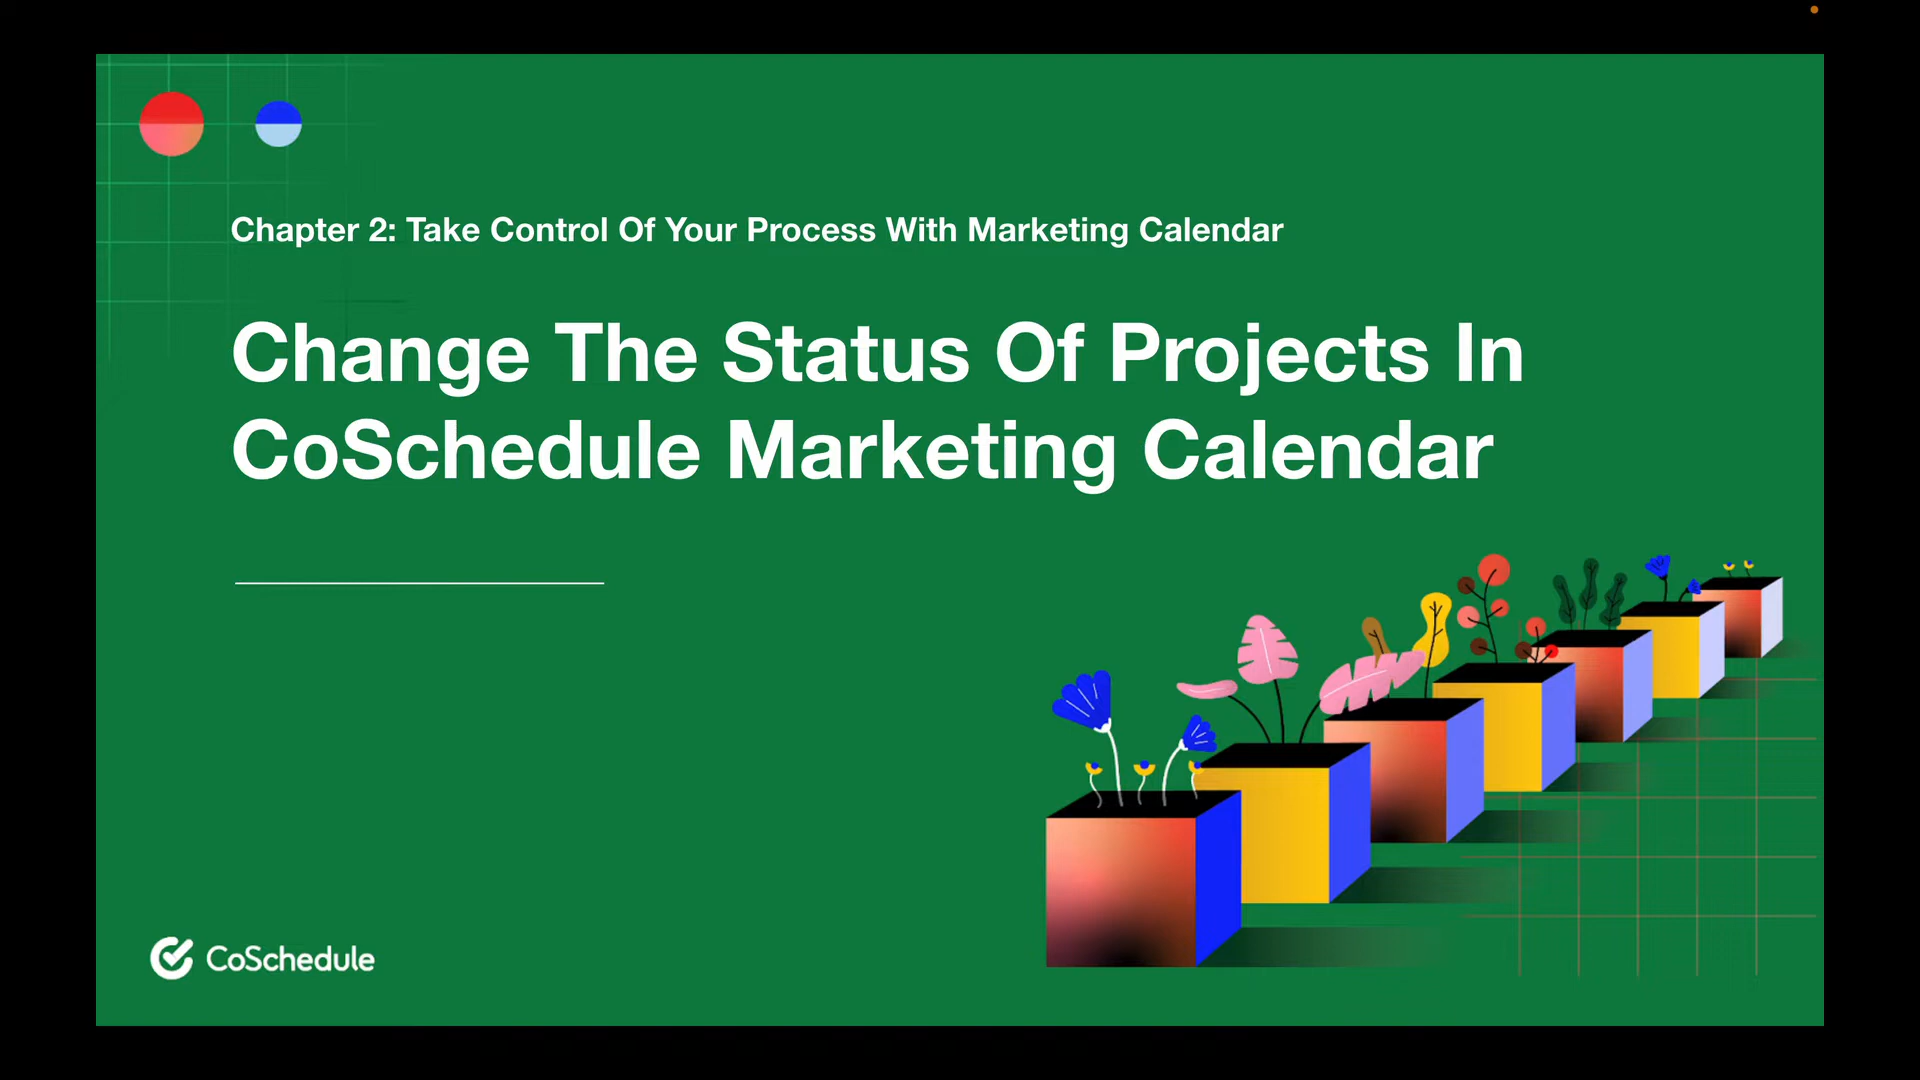 Chapter 2: Take Control Of Your Process With Marketing Calendar
Change The Status Of Projects In
CoSchedule Marketing Calendar
CoSchedule